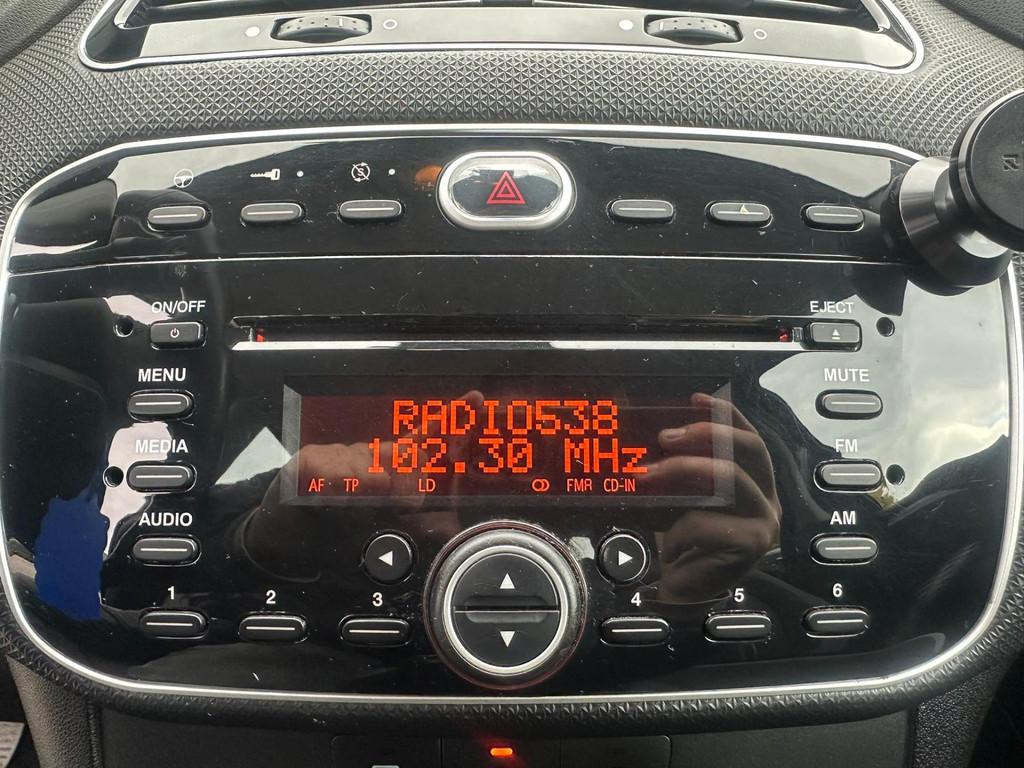 ON/OFF
EJECT
MENU
MUTE
RADIO538
102.30 MHz
MEDIA
FM
AF TP LD FMA CD-IN
AUDIO
AM
1 2 3 4 5 6